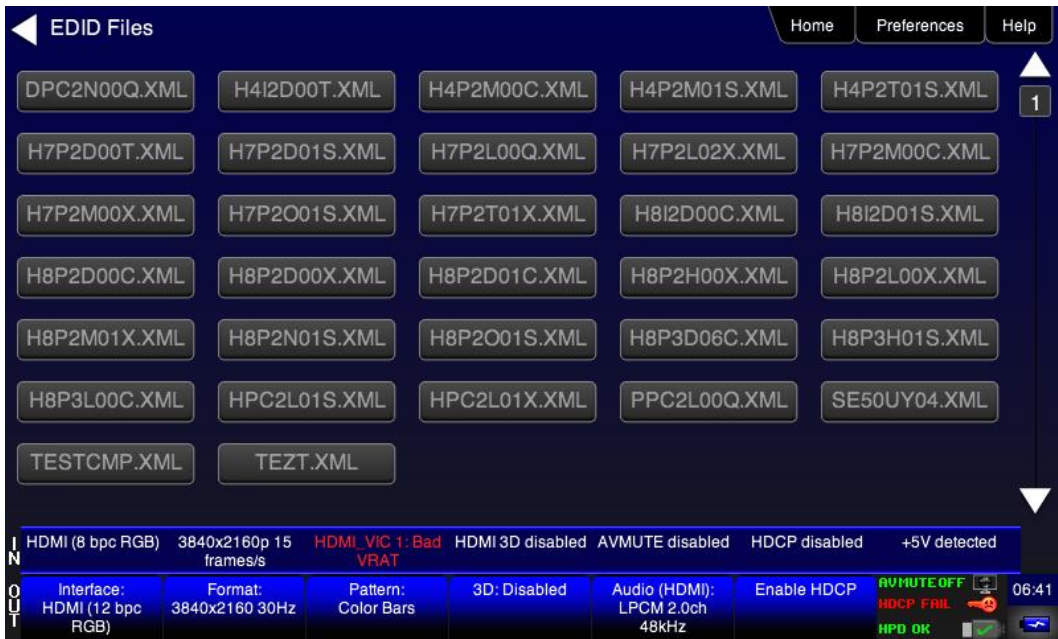 EDID Files
Home Preferences Help
DPC2N00Q.XML H4I2D00T.XML H4P2M00C.XML H4P2M01S.XML H4P2T01S.XML
1
H7P2D00T.XML H7P2D01S.XML H7P2L00Q.XML H7P2L02X.XML H7P2M00C.XML
H7P2M00X.XML H7P2O01S.XML H7P2T01X.XML H8I2D00C.XML H8I2D01S.XML
H8P2D00C.XML H8P2D00X.XML H8P2D01C.XML H8P2H00X.XML H8P2L00X.XML
H8P2M01X.XML H8P2N01S.XML H8P2O01S.XML H8P3D06C.XML H8P3H01S.XML
H8P3L00C.XML HPC2L01S.XML HPC2L01X.XML PPC2L00Q.XML SE50UY04.XML
TESTCMP.XML TEZT.XML
IN
HDMI (8 bpc RGB)
3840x2160p 15
frames/s
HDMI_VIC 1: Bad
VRAT
HDMI 3D disabled
AVMUTE disabled
HDCP disabled
+5V detected
OUT
Interface:
HDMI (12 bpc
RGB)
Format:
3840x2160 30Hz
Pattern:
Color Bars
3D: Disabled
Audio (HDMI):
LPCM 2.0ch
48kHz
Enable HDCP
AVMUTE OFF
HDCP FAIL
HPD OK
06:41